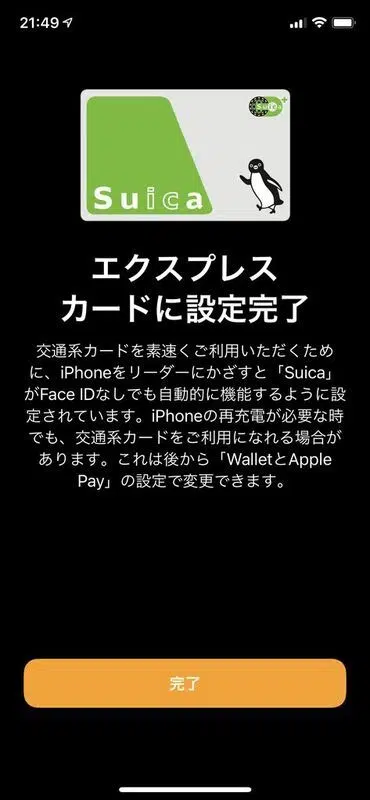 21:49
Suica
エクスプレス
カードに設定完了
交通系カードを素速くご利用いただくため
に、iPhoneをリーダーにかざすと「Suica」
がFace IDなしでも自動的に機能するように設
定されています。iPhoneの再充電が必要な時
でも、交通系カードをご利用になれる場合が
あります。これは後から「WalletとApple
Pay」の設定で変更できます。
完了